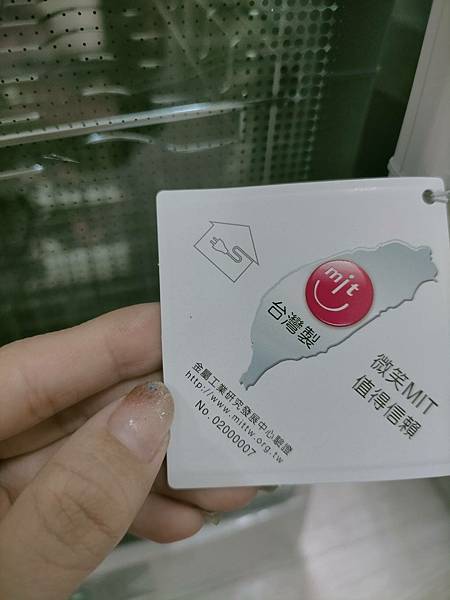 mit
台灣製
微笑MIT
值得信賴
金屬工業研究發展中心驗證
http://www.mittw.org.tw
No. 02000007